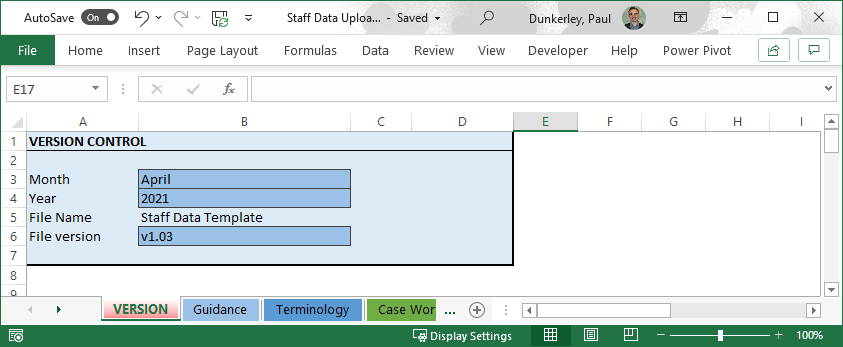 AutoSave On Staff Data Uploa... - Saved Dunkerley, Paul
File Home Insert Page Layout Formulas Data Review View Developer Help Power Pivot
E17 fx
A B C D E F G H I
1 VERSION CONTROL
2
3 Month April
4 Year 2021
5 File Name Staff Data Template
6 File version v1.03
7
8
9
VERSION Guidance Terminology Case Wor ...
Display Settings 100%